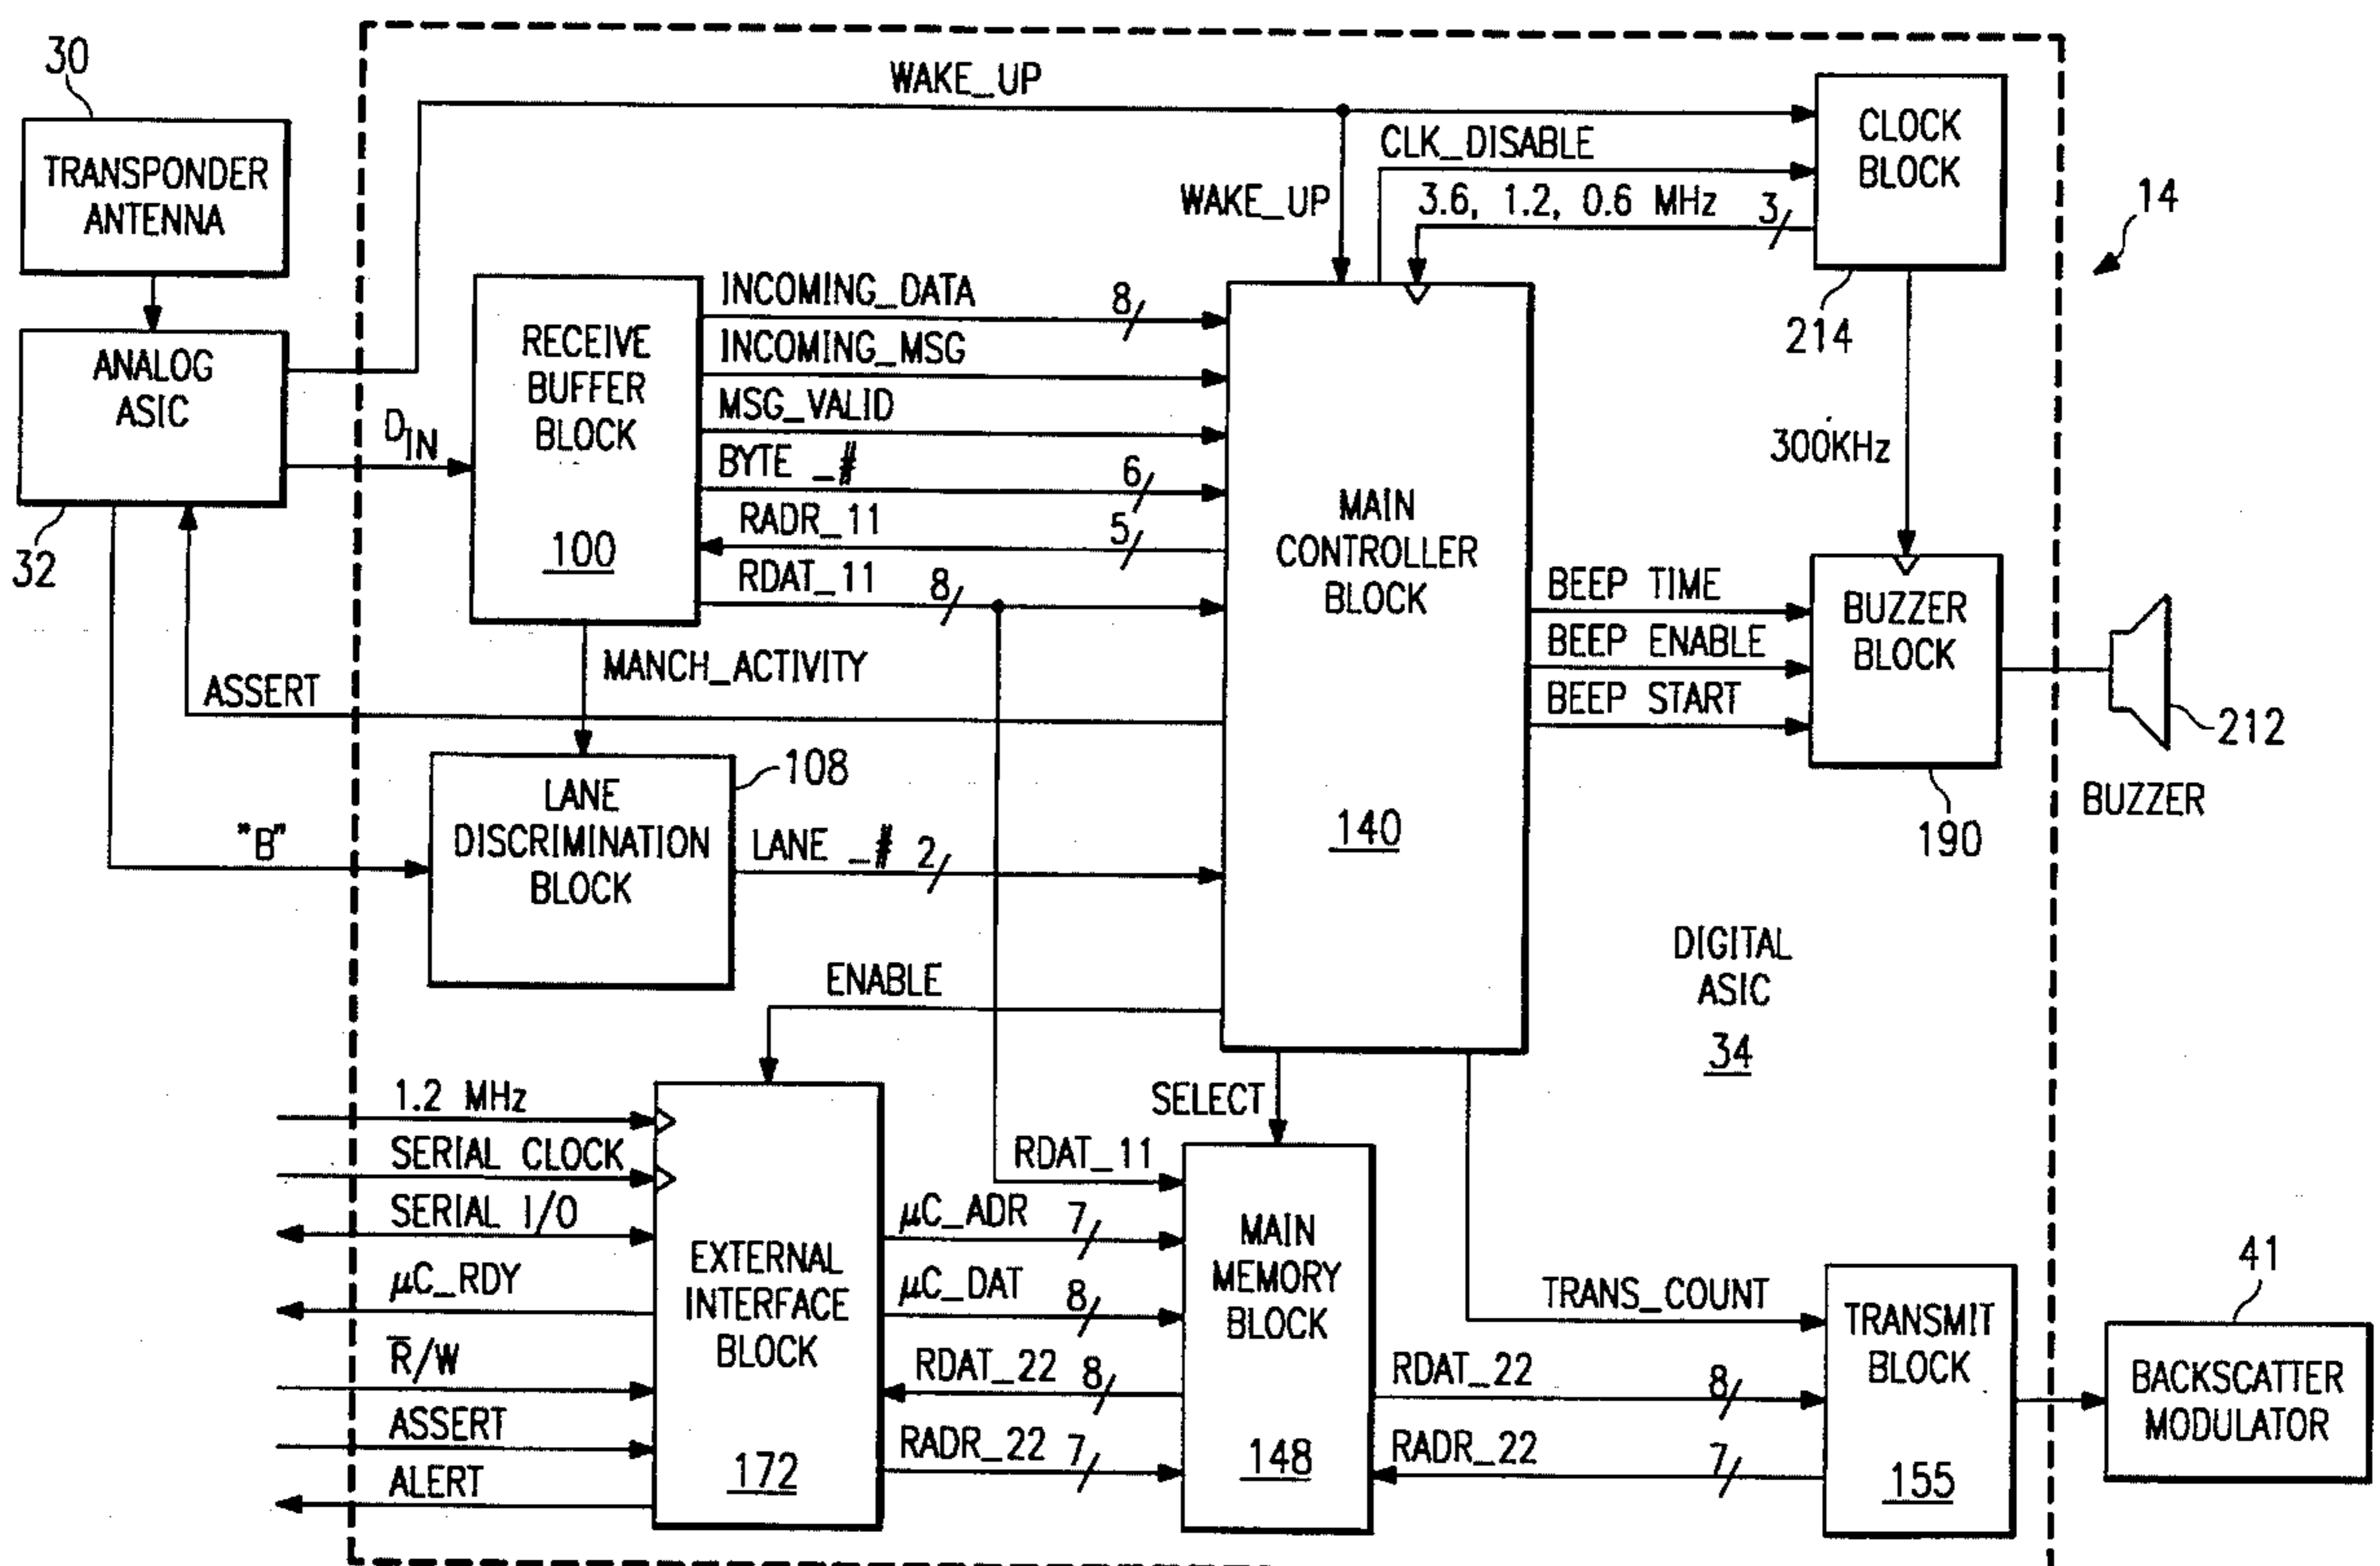 30
TRANSPONDER
ANTENNA
ANALOG
ASIC
32
WAKE_UP
WAKE_UP
CLK_DISABLE
3.6, 1.2, 0.6 MHz 3
CLOCK
BLOCK
214
14
D_IN
RECEIVE
BUFFER
BLOCK
100
INCOMING_DATA 8
INCOMING_MSG
MSG_VALID
BYTE _# 6
RADR_11 5
RDAT_11 8
MANCH_ACTIVITY
ASSERT
"B"
LANE
DISCRIMINATION
BLOCK
108
LANE _# 2
MAIN
CONTROLLER
BLOCK
140
300KHz
BEEP TIME
BEEP ENABLE
BEEP START
BUZZER
BLOCK
190
212
BUZZER
DIGITAL
ASIC
34
ENABLE
SELECT
1.2 MHz
SERIAL CLOCK
SERIAL I/O
μC_RDY
R̅/W
ASSERT
ALERT
EXTERNAL
INTERFACE
BLOCK
172
RDAT_11
μC_ADR 7
μC_DAT 8
RDAT_22 8
RADR_22 7
MAIN
MEMORY
BLOCK
148
TRANS_COUNT
RDAT_22 8
RADR_22 7
TRANSMIT
BLOCK
155
41
BACKSCATTER
MODULATOR